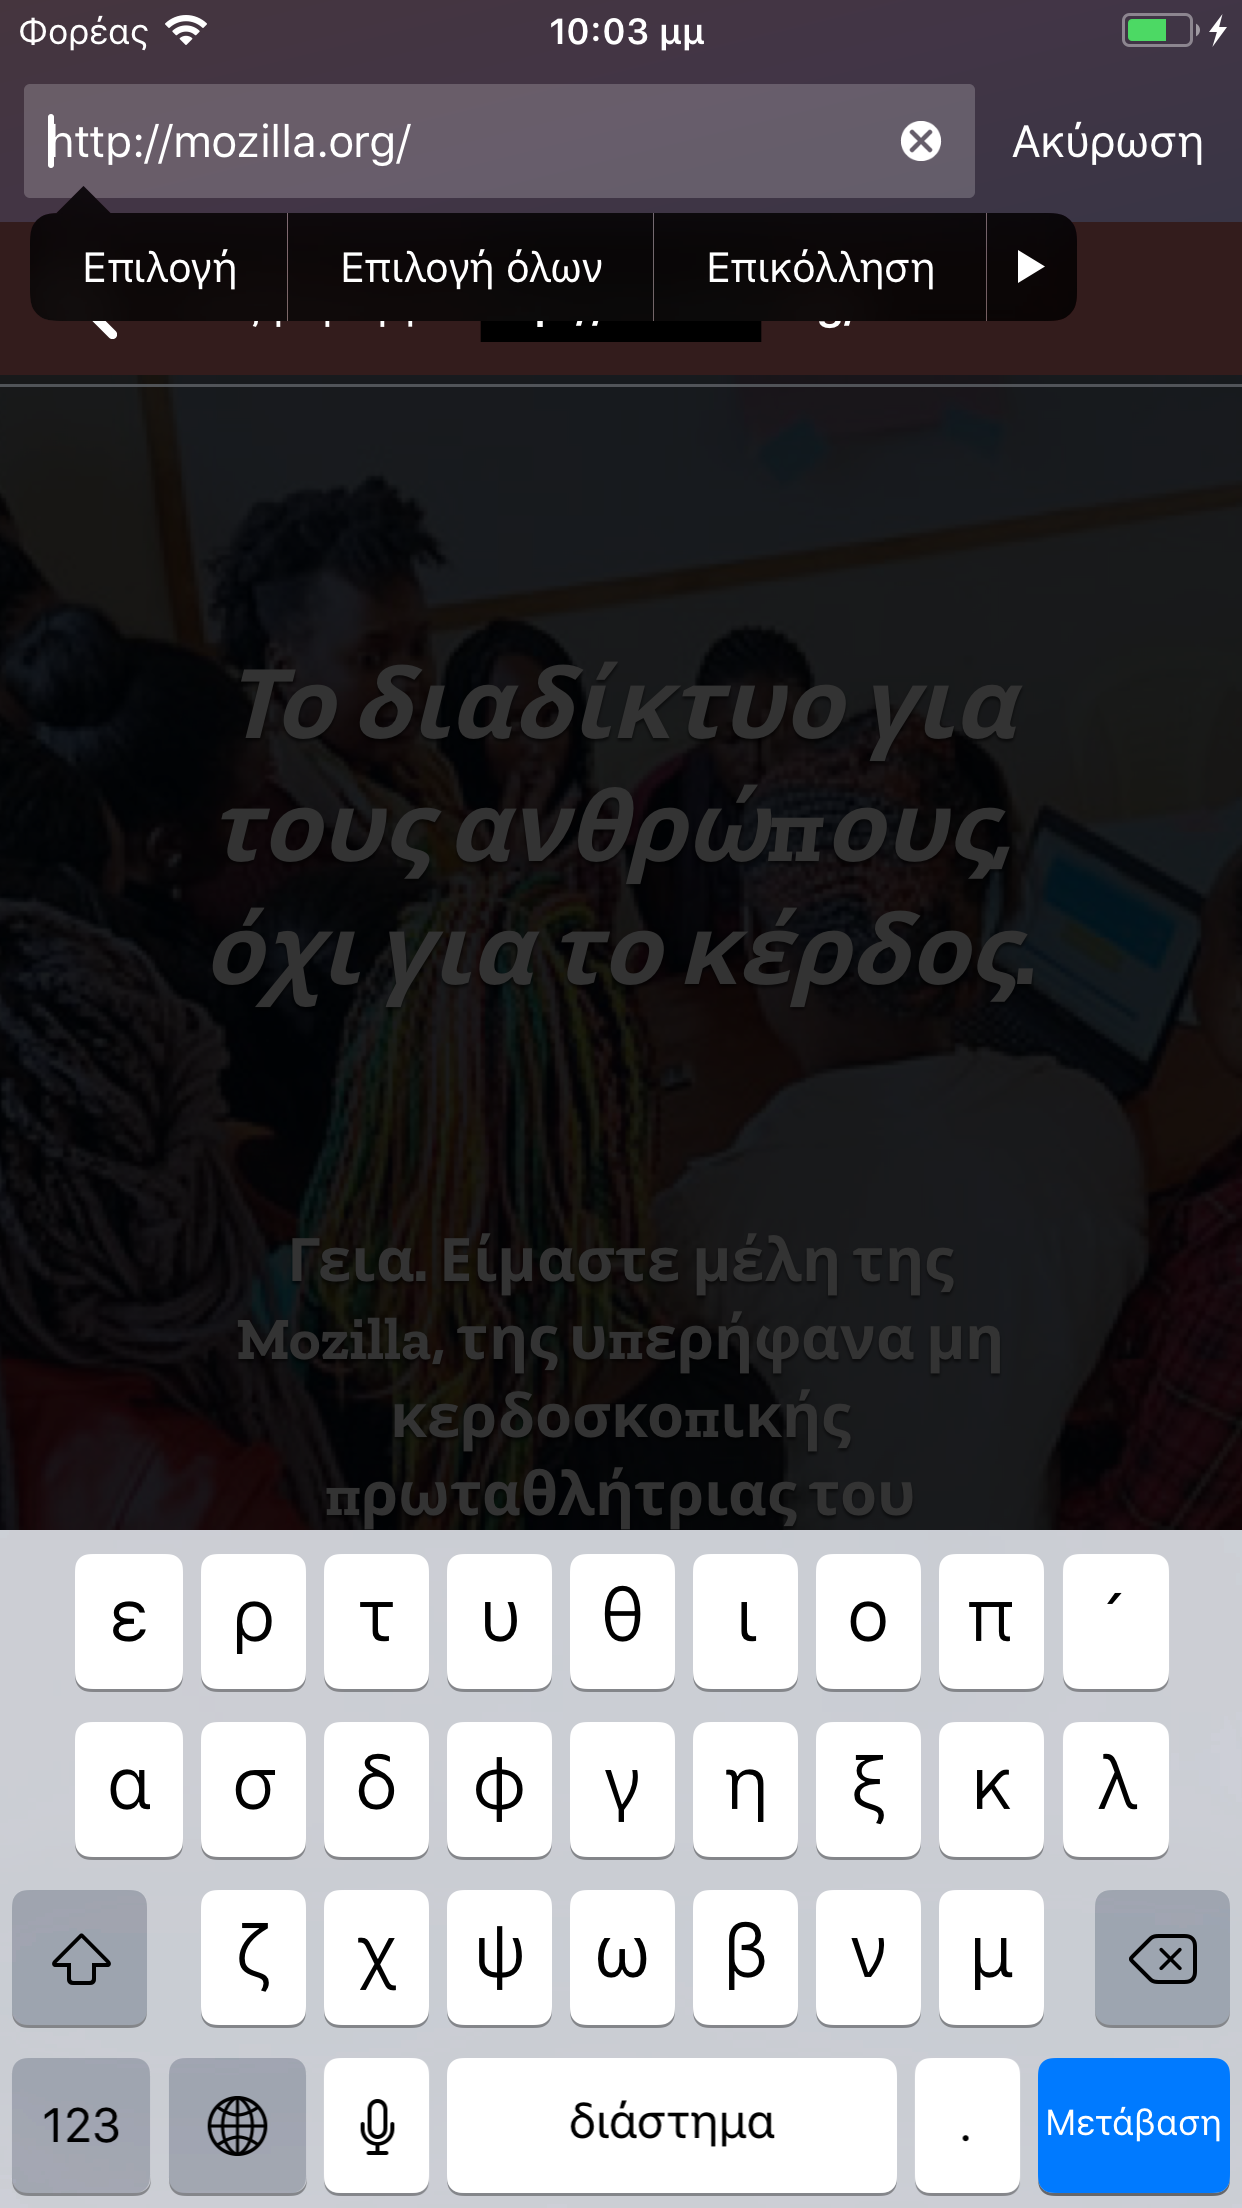 Φορέας 10:03 μμ
http://mozilla.org/ Ακύρωση
Επιλογή Επιλογή όλων Επικόλληση
Το διαδίκτυο για
τους ανθρώπους,
όχι για το κέρδος.
Γεια. Είμαστε μέλη της
Mozilla, της υπερήφανα μη
κερδοσκοπικής
πρωταθλήτριας του
ε ρ τ υ θ ι ο π ´
α σ δ φ γ η ξ κ λ
ζ χ ψ ω β ν μ
123 διάστημα . Μετάβαση